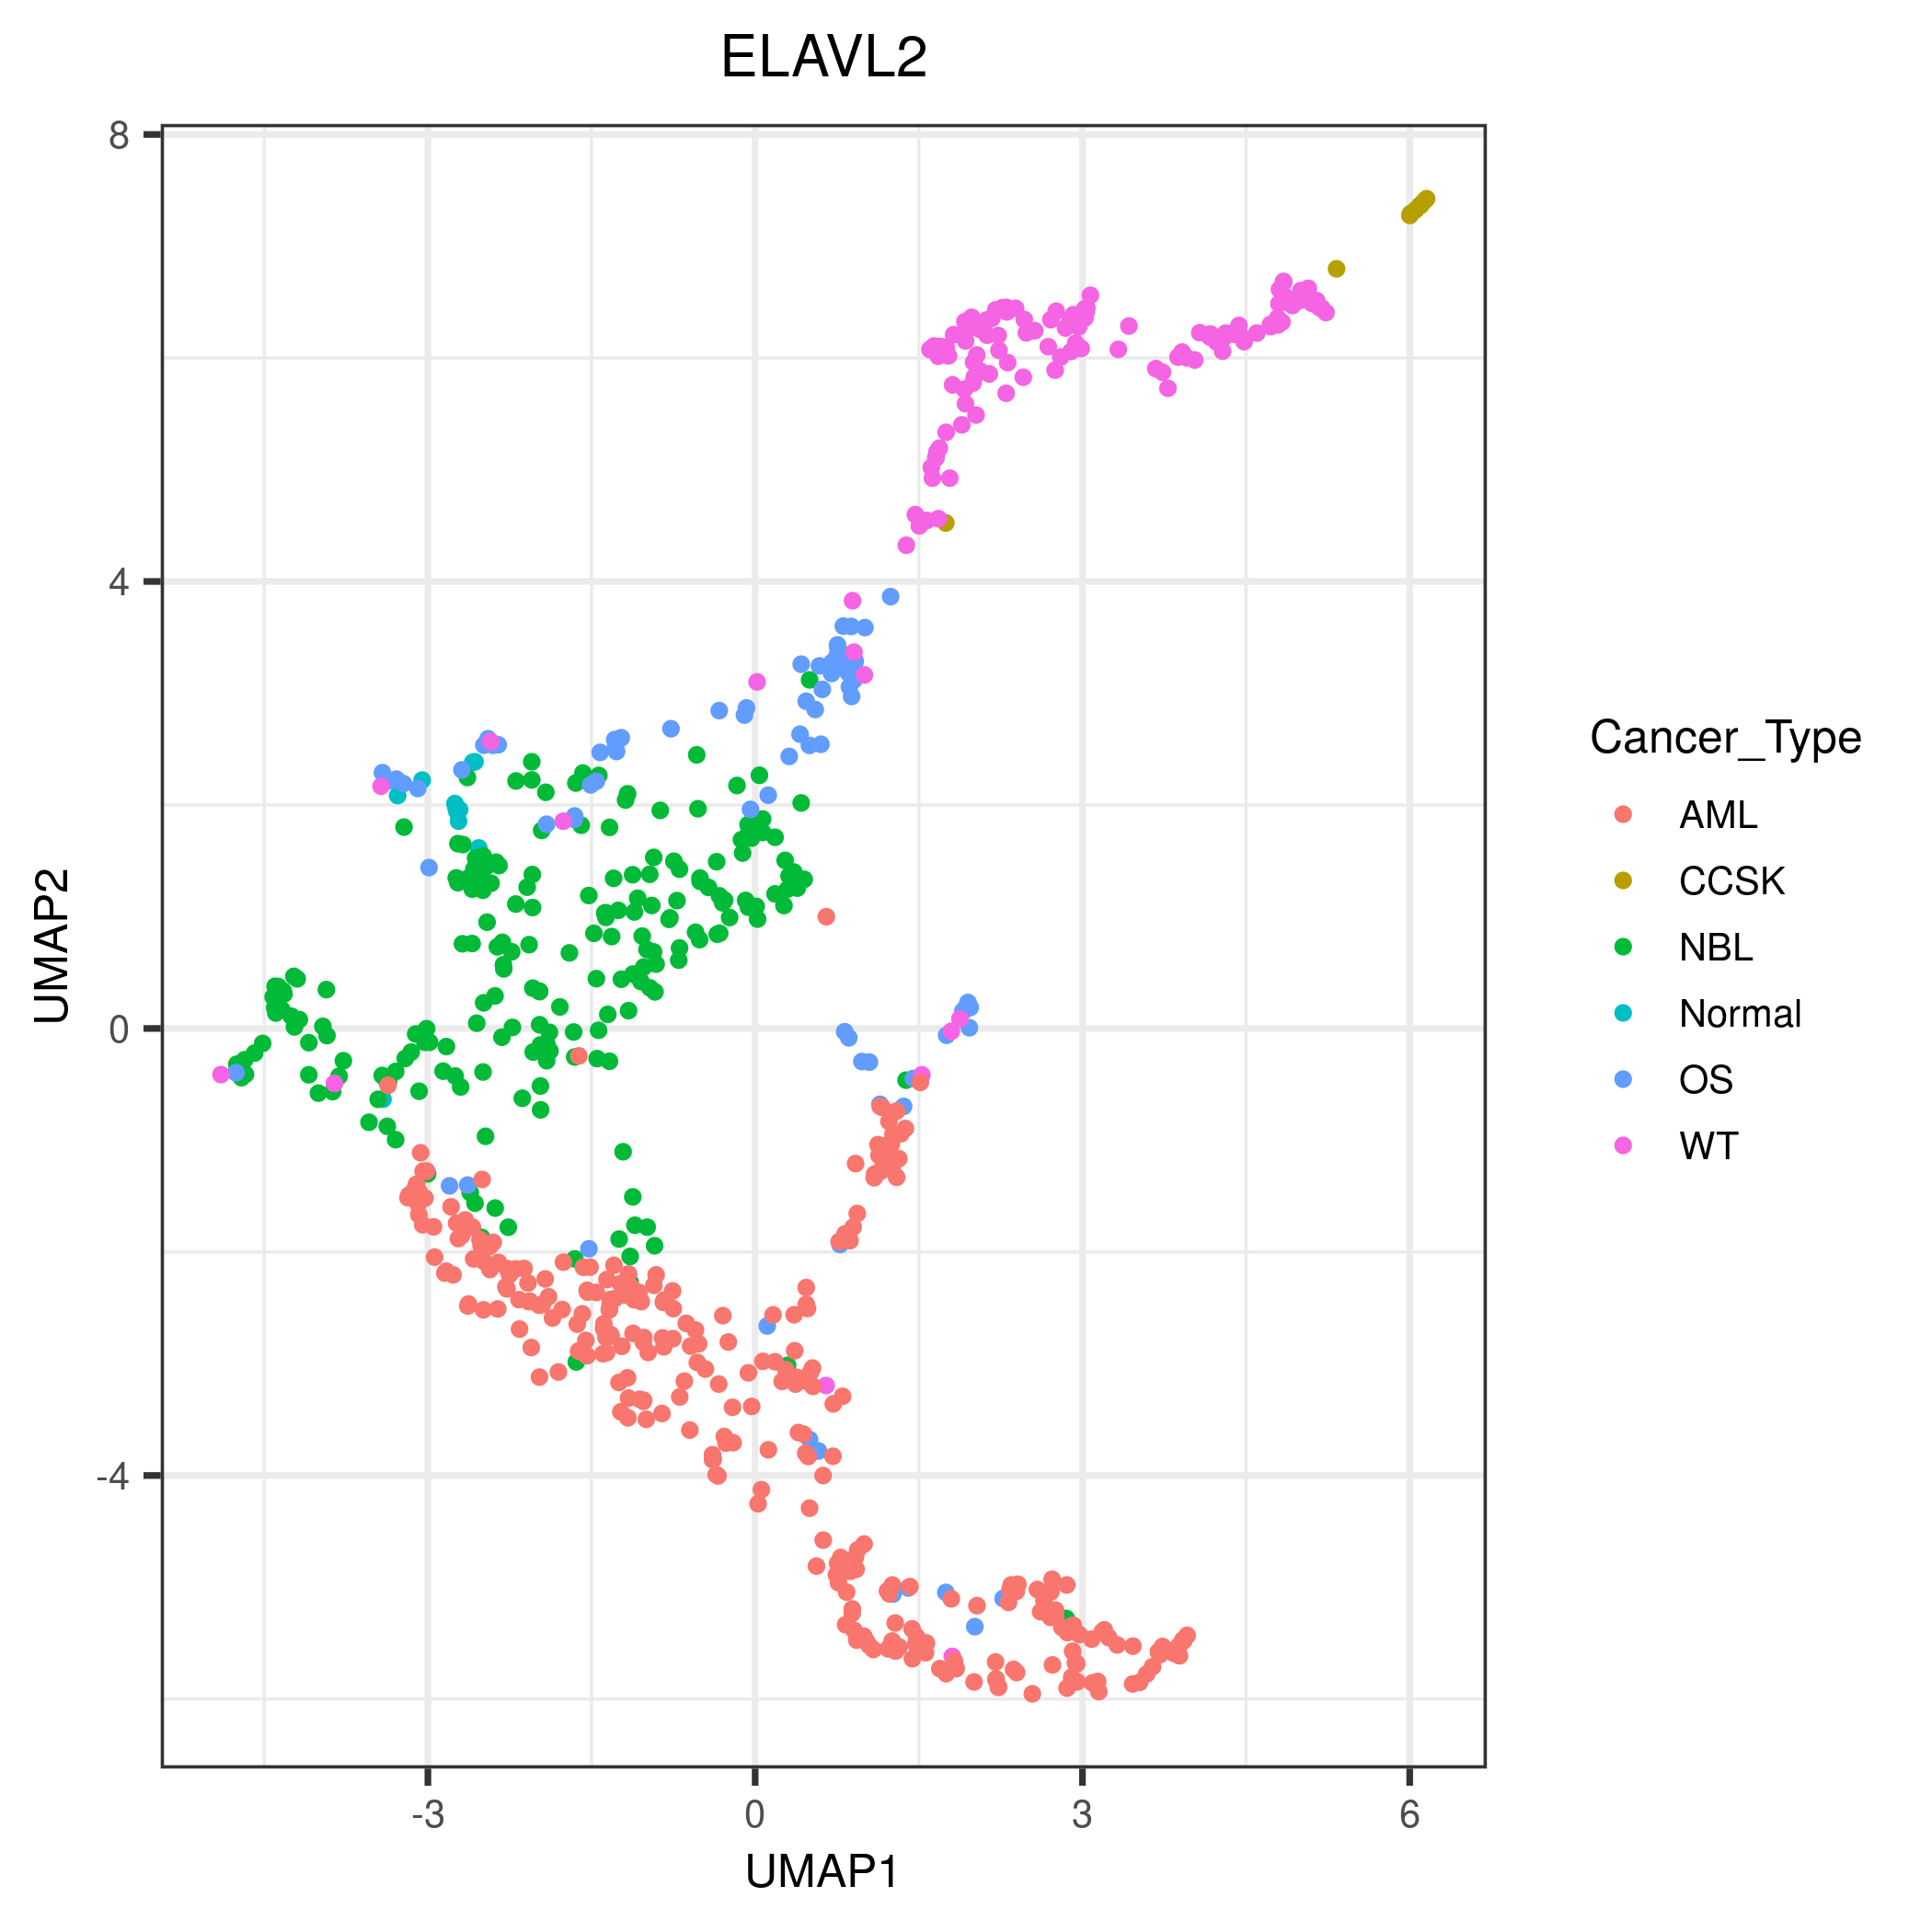 ELAVL2
8
4
0
-4
UMAP2
-3
0
3
6
UMAP1
Cancer_Type
AML
CCSK
NBL
Normal
OS
WT